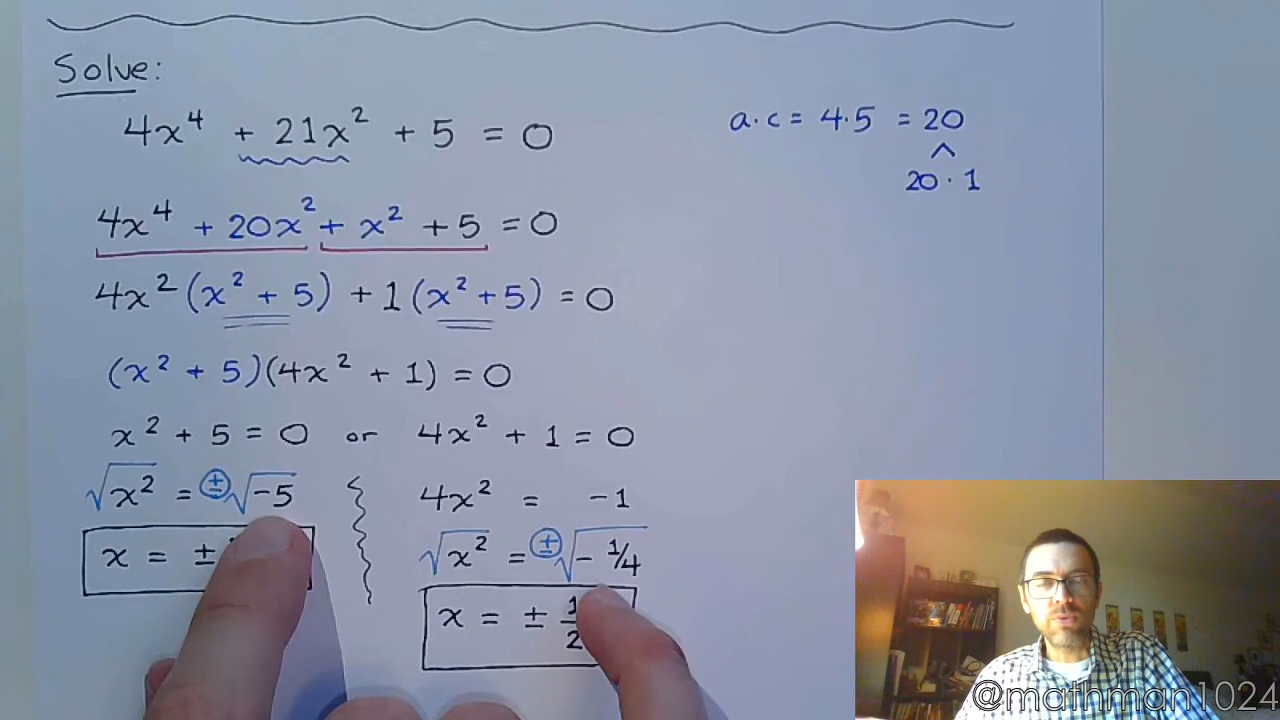 Solve:
4x⁴ + 21x² + 5 = 0
a·c = 4·5 = 20
20 · 1
4x⁴ + 20x² + x² + 5 = 0
4x²(x² + 5) + 1(x² + 5) = 0
(x² + 5)(4x² + 1) = 0
x² + 5 = 0 or 4x² + 1 = 0
√x² = ±√-5
4x² = -1
x = ±
√x² = ±√-1/4
x = ± 1/2
@mathman1024